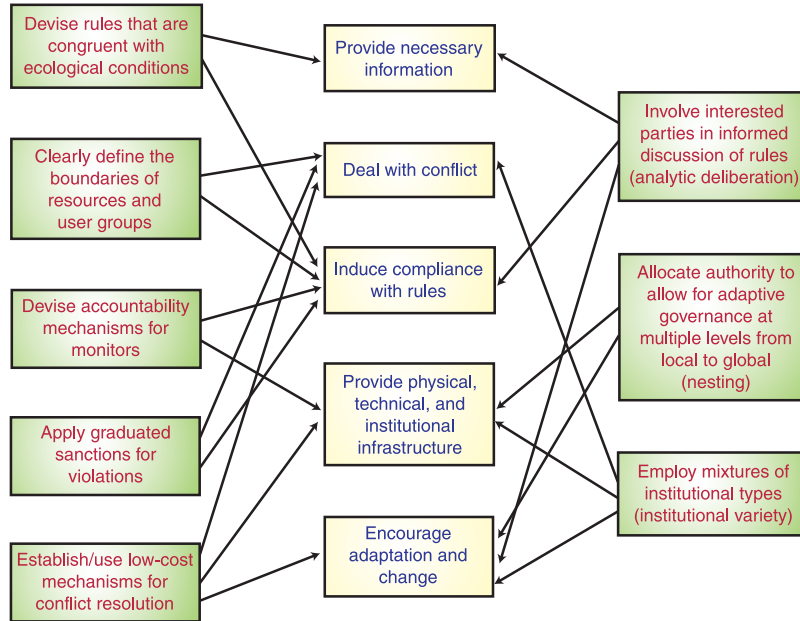 Devise rules that are
congruent with
ecological conditions
Clearly define the
boundaries of
resources and
user groups
Devise accountability
mechanisms for
monitors
Apply graduated
sanctions for
violations
Establish/use low-cost
mechanisms for
conflict resolution
Provide necessary
information
Deal with conflict
Induce compliance
with rules
Provide physical,
technical, and
institutional
infrastructure
Encourage
adaptation and
change
Involve interested
parties in informed
discussion of rules
(analytic deliberation)
Allocate authority to
allow for adaptive
governance at
multiple levels from
local to global
(nesting)
Employ mixtures of
institutional types
(institutional variety)